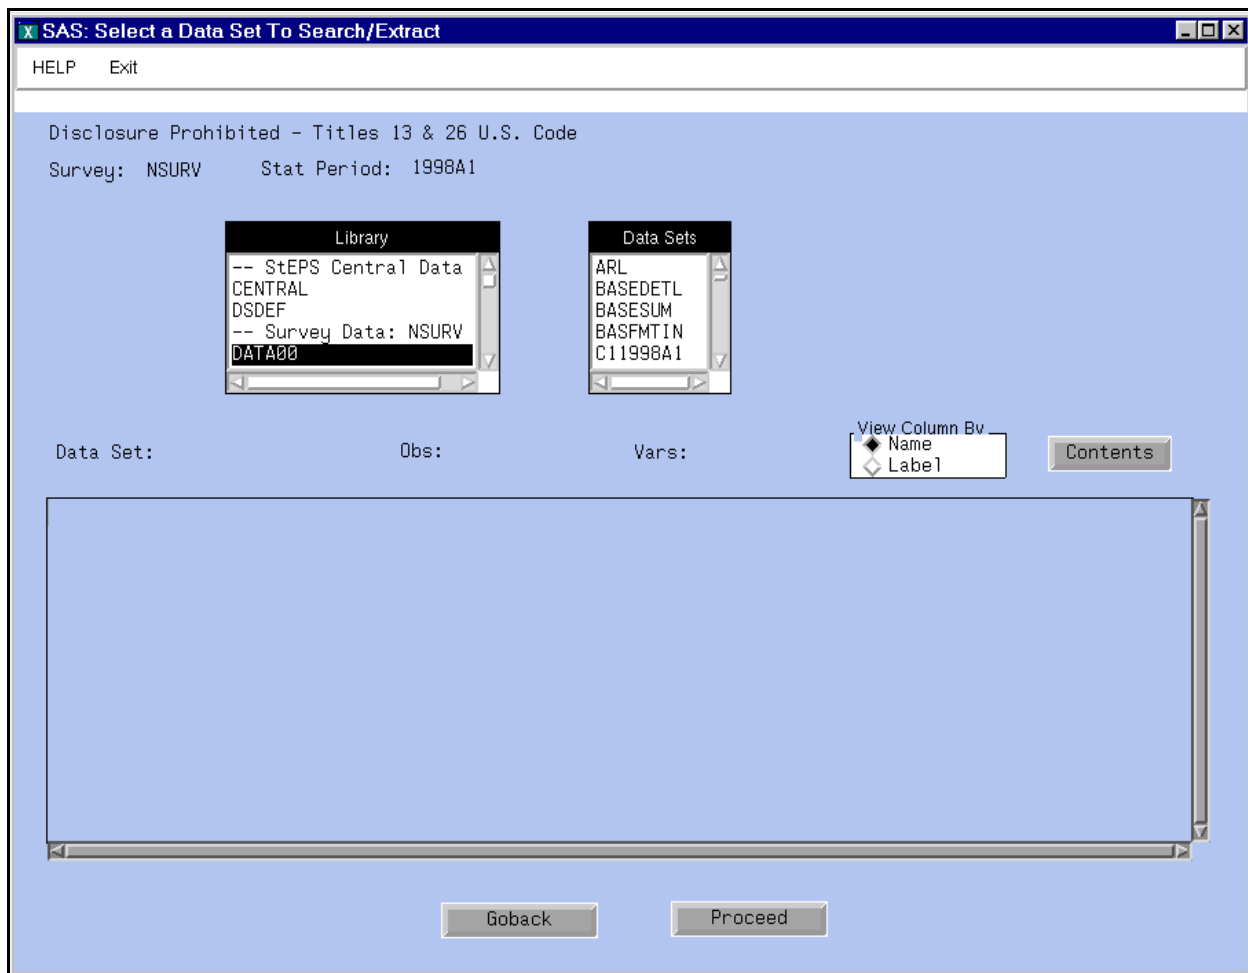 X SAS: Select a Data Set To Search/Extract
HELP Exit
Disclosure Prohibited - Titles 13 & 26 U.S. Code
Survey: NSURV Stat Period: 1998A1
Library
-- StEPS Central Data
CENTRAL
DSDEF
-- Survey Data: NSURV
DATA00
Data Sets
ARL
BASEDETL
BASESUM
BASFMTIN
C11998A1
Data Set: Obs: Vars:
View Column By
Name
Label
Contents
Goback Proceed